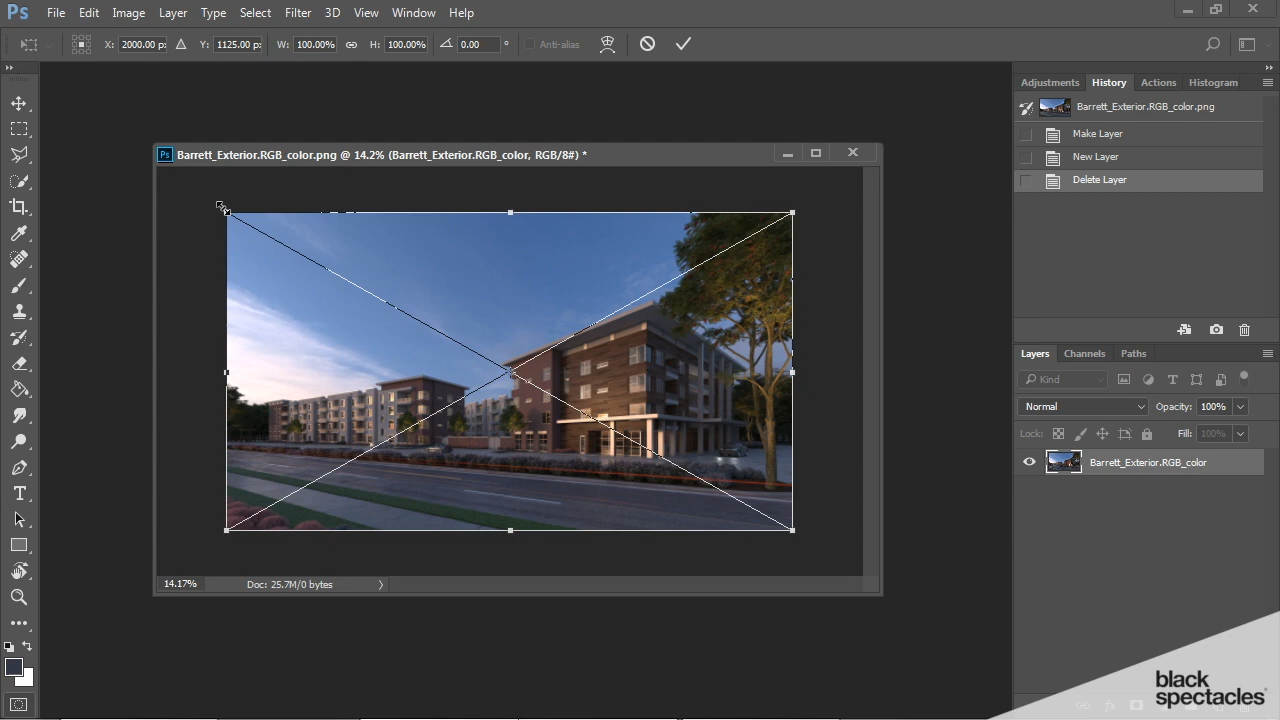 Ps File Edit Image Layer Type Select Filter 3D View Window Help
X: 2000.00 px Y: 1125.00 px W: 100.00% H: 100.00% 0.00 ° Anti-alias
Adjustments History Actions Histogram
Barrett_Exterior.RGB_color.png
Make Layer
New Layer
Delete Layer
Ps Barrett_Exterior.RGB_color.png @ 14.2% (Barrett_Exterior.RGB_color, RGB/8#) *
Layers Channels Paths
Kind
Normal Opacity: 100%
Lock: Fill: 100%
Barrett_Exterior.RGB_color
14.17% Doc: 25.7M/0 bytes
black
spectacles